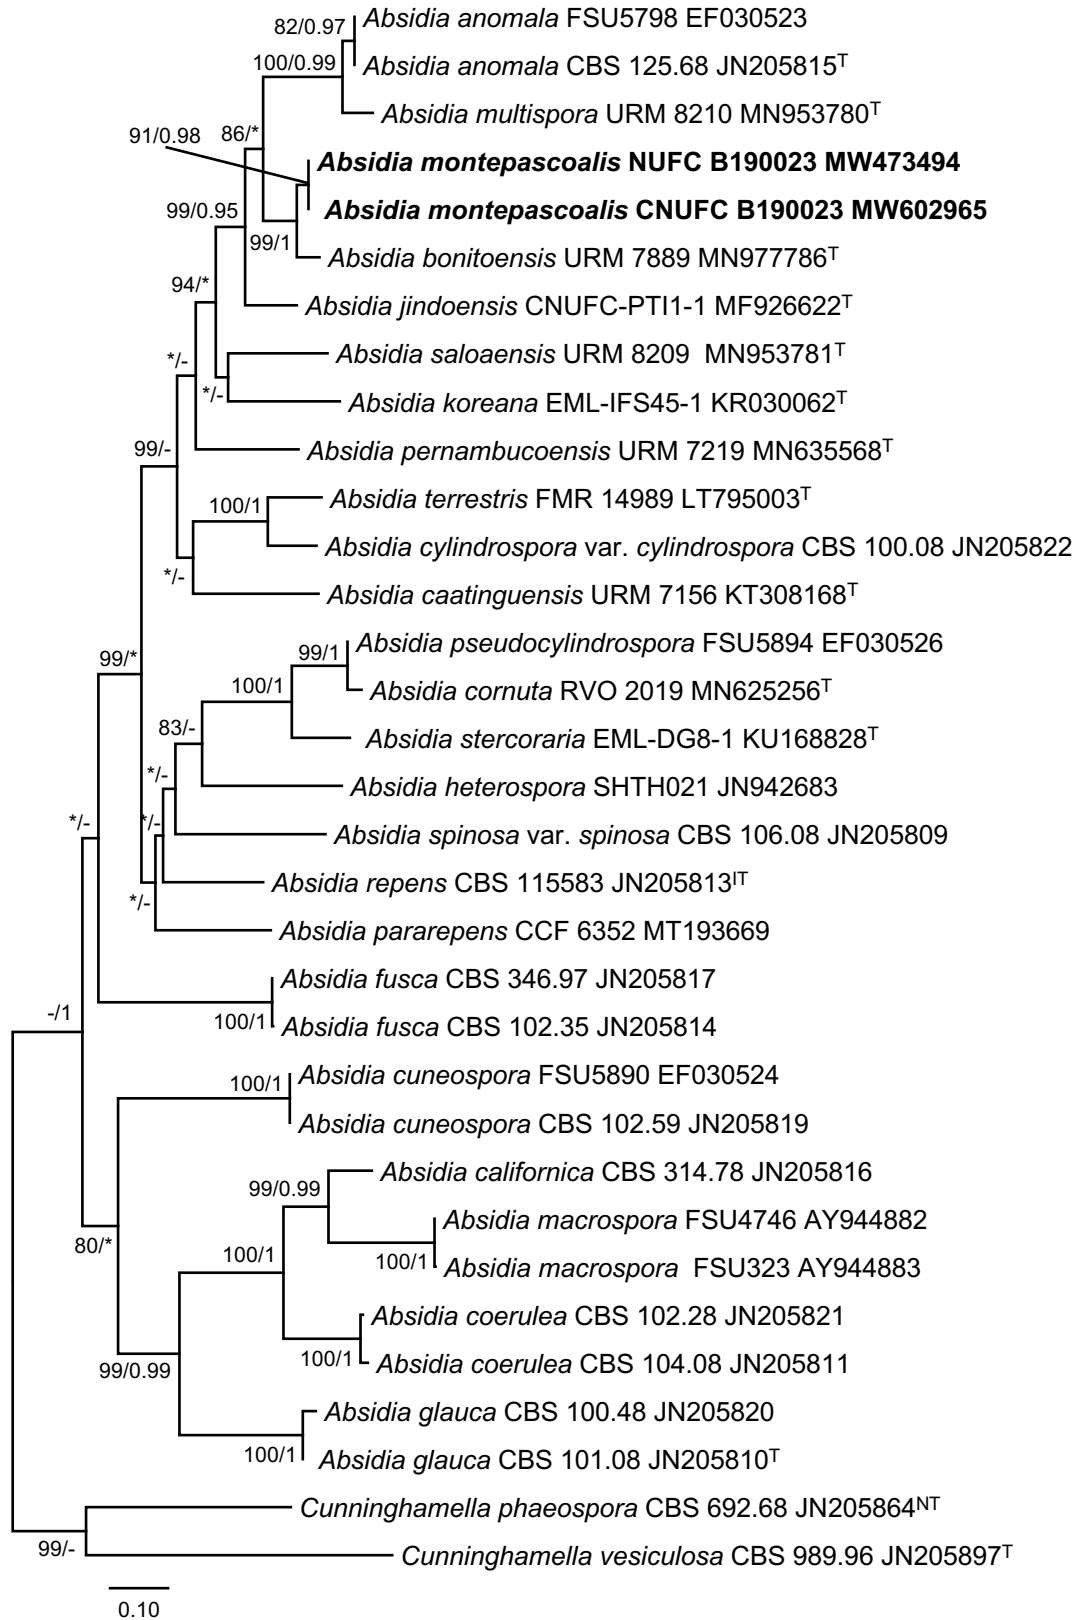 82/0.97
Absidia anomala FSU5798 EF030523
100/0.99
Absidia anomala CBS 125.68 JN205815ᵀ
Absidia multispora URM 8210 MN953780ᵀ
91/0.98
86/*
Absidia montepascoalis NUFC B190023 MW473494
99/0.95
Absidia montepascoalis CNUFC B190023 MW602965
99/1
Absidia bonitoensis URM 7889 MN977786ᵀ
94/*
Absidia jindoensis CNUFC-PTI1-1 MF926622ᵀ
*/-
Absidia saloaensis URM 8209 MN953781ᵀ
*/-
Absidia koreana EML-IFS45-1 KR030062ᵀ
99/-
Absidia pernambucoensis URM 7219 MN635568ᵀ
100/1
Absidia terrestris FMR 14989 LT795003ᵀ
Absidia cylindrospora var. cylindrospora CBS 100.08 JN205822
*/-
Absidia caatinguensis URM 7156 KT308168ᵀ
99/*
99/1
Absidia pseudocylindrospora FSU5894 EF030526
100/1
Absidia cornuta RVO 2019 MN625256ᵀ
83/-
Absidia stercoraria EML-DG8-1 KU168828ᵀ
*/-
Absidia heterospora SHTH021 JN942683
*/-
*/-
Absidia spinosa var. spinosa CBS 106.08 JN205809
Absidia repens CBS 115583 JN205813ᴵᵀ
*/-
Absidia pararepens CCF 6352 MT193669
Absidia fusca CBS 346.97 JN205817
-/1
100/1
Absidia fusca CBS 102.35 JN205814
100/1
Absidia cuneospora FSU5890 EF030524
Absidia cuneospora CBS 102.59 JN205819
99/0.99
Absidia californica CBS 314.78 JN205816
80/*
100/1
Absidia macrospora FSU4746 AY944882
100/1
Absidia macrospora FSU323 AY944883
Absidia coerulea CBS 102.28 JN205821
99/0.99
100/1
Absidia coerulea CBS 104.08 JN205811
Absidia glauca CBS 100.48 JN205820
100/1
Absidia glauca CBS 101.08 JN205810ᵀ
Cunninghamella phaeospora CBS 692.68 JN205864ᴺᵀ
99/-
Cunninghamella vesiculosa CBS 989.96 JN205897ᵀ
0.10